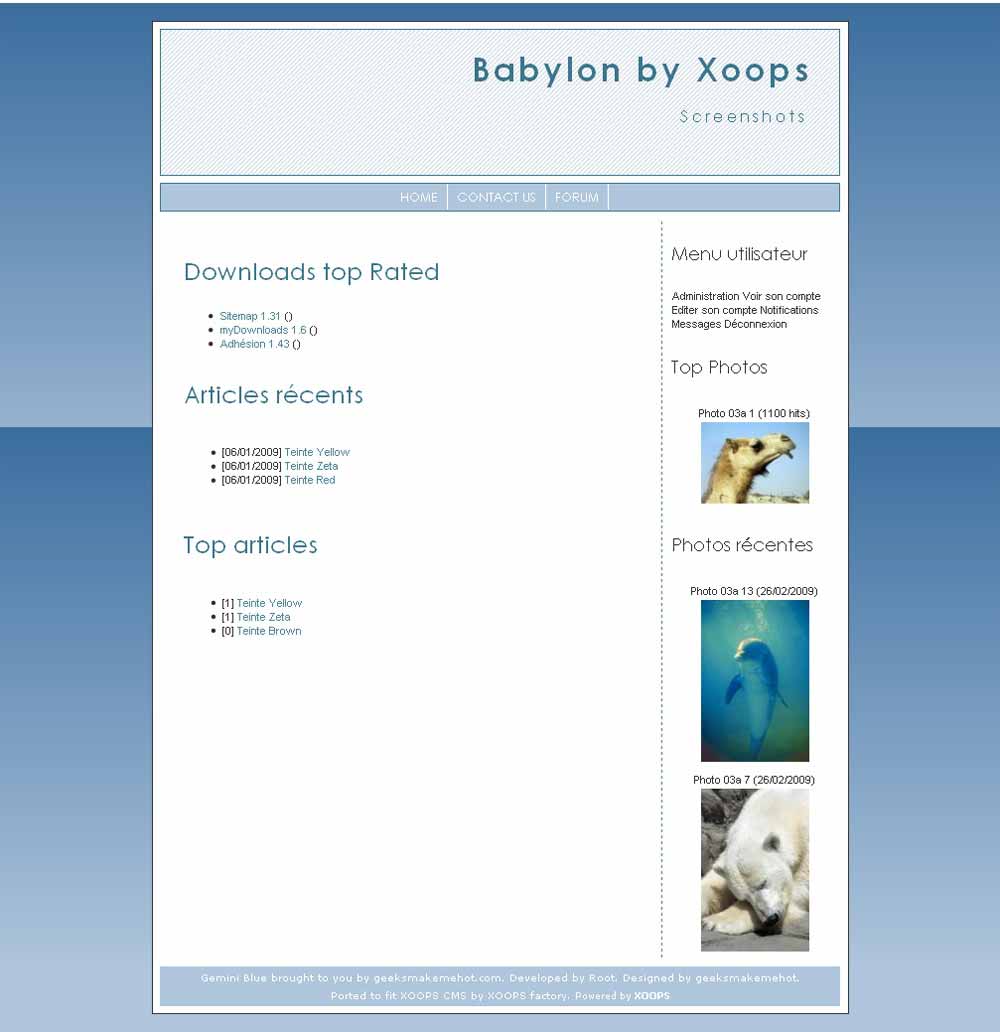 Babylon by Xoops
Screenshots
HOME CONTACT US FORUM
Downloads top Rated
Sitemap 1.31 ()
myDownloads 1.6 ()
Adhésion 1.43 ()
Articles récents
[06/01/2009] Teinte Yellow
[06/01/2009] Teinte Zeta
[06/01/2009] Teinte Red
Top articles
[1] Teinte Yellow
[1] Teinte Zeta
[0] Teinte Brown
Menu utilisateur
Administration Voir son compte
Editer son compte Notifications
Messages Déconnexion
Top Photos
Photo 03a 1 (1100 hits)
Photos récentes
Photo 03a 13 (26/02/2009)
Photo 03a 7 (26/02/2009)
Gemini Blue brought to you by geeksmakemehot.com. Developed by Root. Designed by geeksmakemehot.
Ported to fit XOOPS CMS by XOOPS factory. Powered by XOOPS